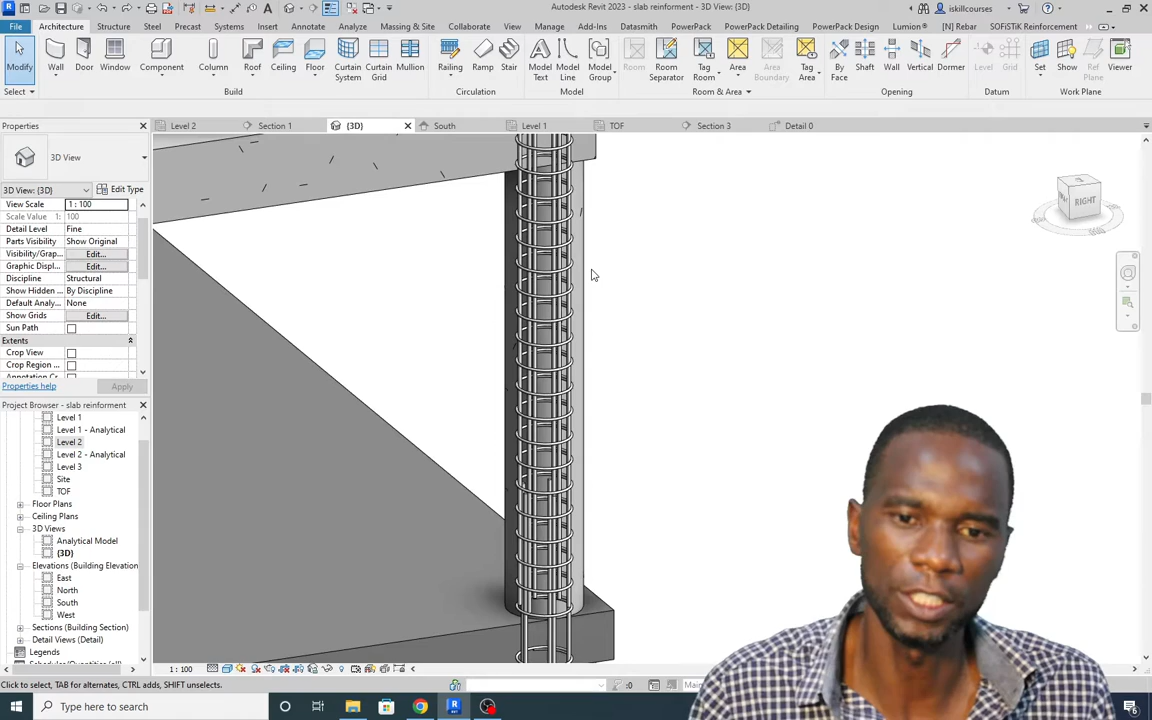 Autodesk Revit 2023 - slab reinforment - 3D View: {3D}
iskillcourses
File Architecture Structure Steel Precast Systems Insert Annotate Analyze Massing & Site Collaborate View Manage Add-Ins Datasmith PowerPack PowerPack Detailing PowerPack Design Lumion® [N] Rebar SOFiSTiK Reinforcement
Modify Wall Door Window Component Column Roof Ceiling Floor Curtain System Curtain Grid Mullion Railing Ramp Stair Model Text Model Line Model Group Room Room Separator Tag Room Area Area Boundary Tag Area By Face Shaft Wall Vertical Dormer Level Grid Set Show Ref Plane Viewer
Select Build Circulation Model Room & Area Opening Datum Work Plane
Properties
Level 2 Section 1 {3D} South Level 1 TOF Section 3 Detail 0
3D View
3D View: {3D} Edit Type
View Scale 1 : 100
Scale Value 1: 100
Detail Level Fine
Parts Visibility Show Original
Visibility/Grap... Edit...
Graphic Displ... Edit...
Discipline Structural
Show Hidden ... By Discipline
Default Analy... None
Show Grids Edit...
Sun Path
Extents
Crop View
Crop Region ...
Properties help Apply
RIGHT
Project Browser - slab reinforment
Level 1
Level 1 - Analytical
Level 2
Level 2 - Analytical
Level 3
Site
TOF
Floor Plans
Ceiling Plans
3D Views
Analytical Model
{3D}
Elevations (Building Elevation
East
North
South
West
Sections (Building Section)
Detail Views (Detail)
Legends
1 : 100
Click to select, TAB for alternates, CTRL adds, SHIFT unselects.
:0
Type here to search